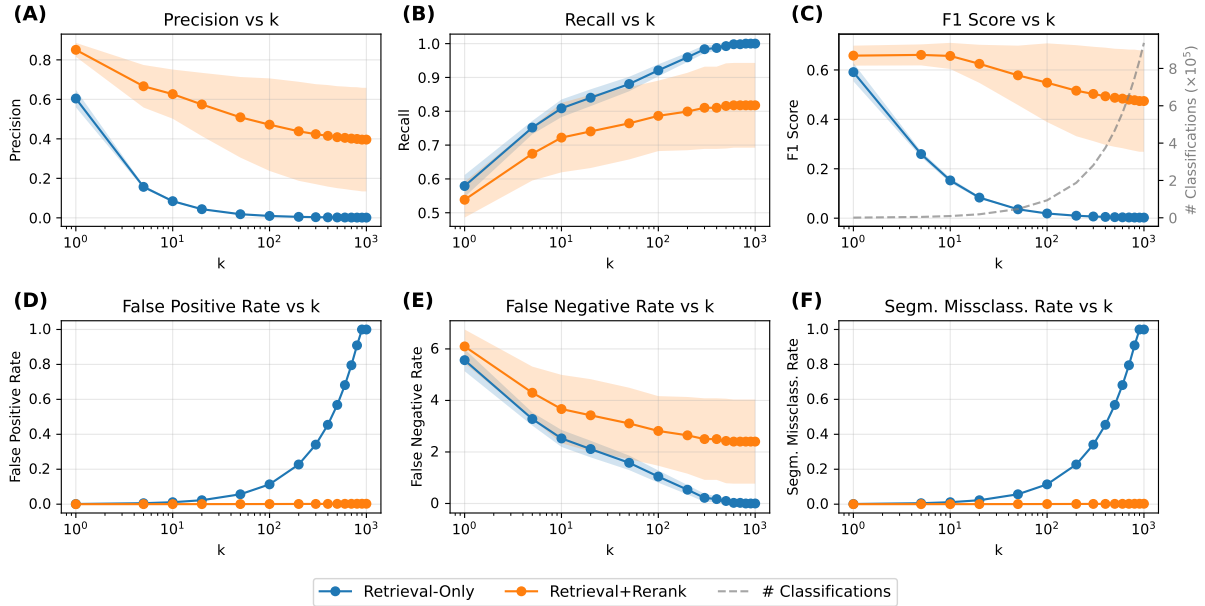 (A) Precision vs k
Precision
0.8
0.6
0.4
0.2
0.0
10⁰ 10¹ 10² 10³
k
(B) Recall vs k
Recall
1.0
0.9
0.8
0.7
0.6
0.5
10⁰ 10¹ 10² 10³
k
(C) F1 Score vs k
F1 Score
0.6
0.4
0.2
0.0
# Classifications (×10⁵)
8
6
4
2
0
10⁰ 10¹ 10² 10³
k
(D) False Positive Rate vs k
False Positive Rate
1.0
0.8
0.6
0.4
0.2
0.0
10⁰ 10¹ 10² 10³
k
(E) False Negative Rate vs k
False Negative Rate
6
4
2
0
10⁰ 10¹ 10² 10³
k
(F) Segm. Missclass. Rate vs k
Segm. Missclass. Rate
1.0
0.8
0.6
0.4
0.2
0.0
10⁰ 10¹ 10² 10³
k
Retrieval-Only Retrieval+Rerank # Classifications